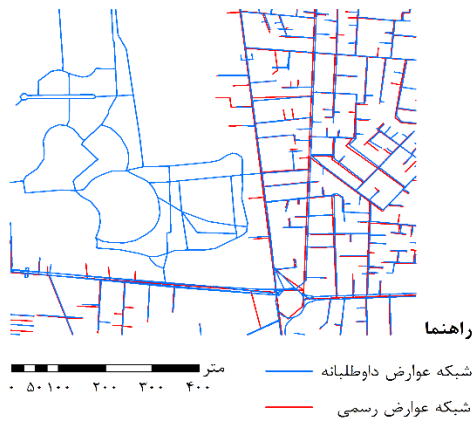 راهنما
شبکه عوارض داوطلبانه
شبکه عوارض رسمی
متر
۰ ۵۰ ۱۰۰ ۲۰۰ ۳۰۰ ۴۰۰